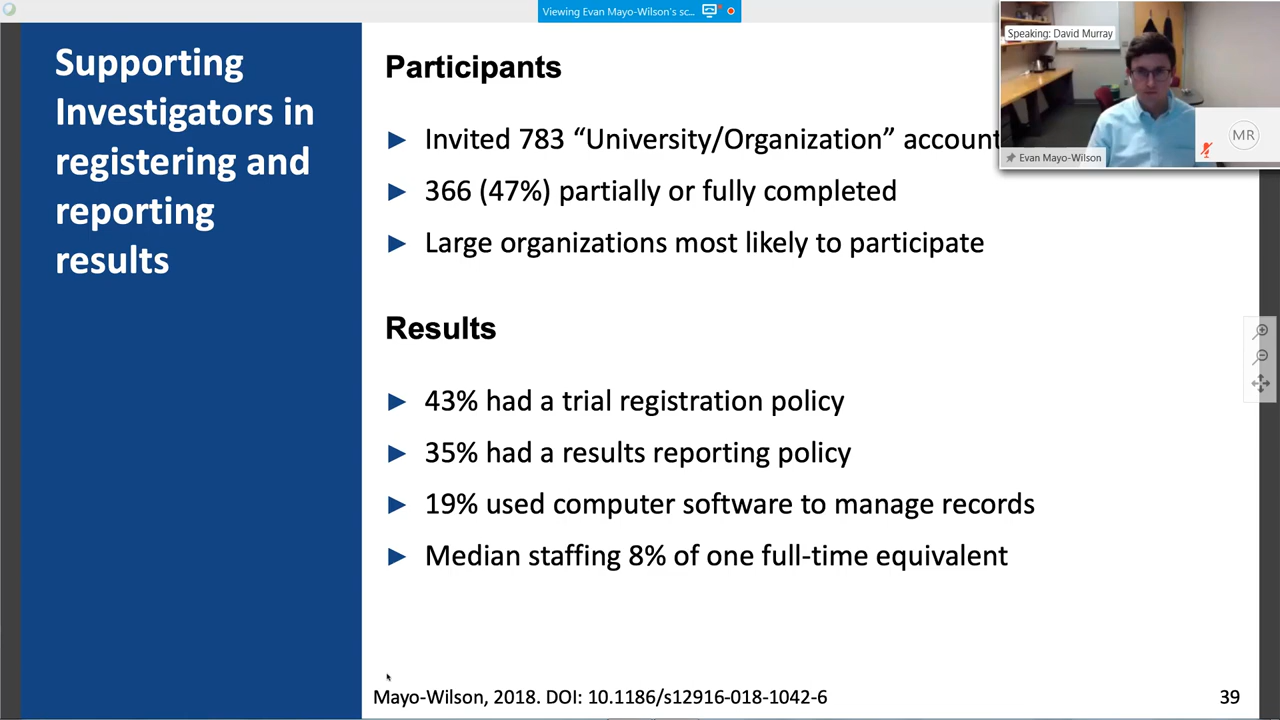 Viewing Evan Mayo-Wilson's sc...
Speaking: David Murray
Evan Mayo-Wilson
MR
Supporting
Investigators in
registering and
reporting
results
Participants
► Invited 783 “University/Organization” account
► 366 (47%) partially or fully completed
► Large organizations most likely to participate
Results
► 43% had a trial registration policy
► 35% had a results reporting policy
► 19% used computer software to manage records
► Median staffing 8% of one full-time equivalent
Mayo-Wilson, 2018. DOI: 10.1186/s12916-018-1042-6
39